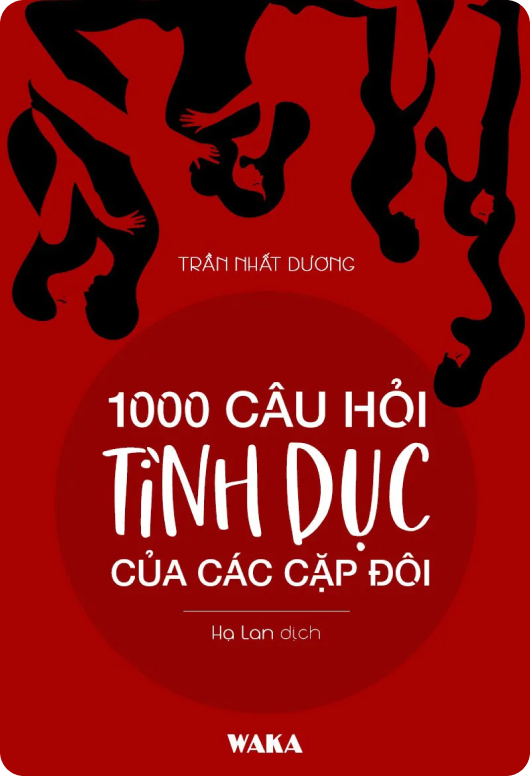 TRẦN NHẤT DƯƠNG
1000 CÂU HỎI
TÌNH DỤC
CỦA CÁC CẶP ĐÔI
Hạ Lan dịch
WAKA